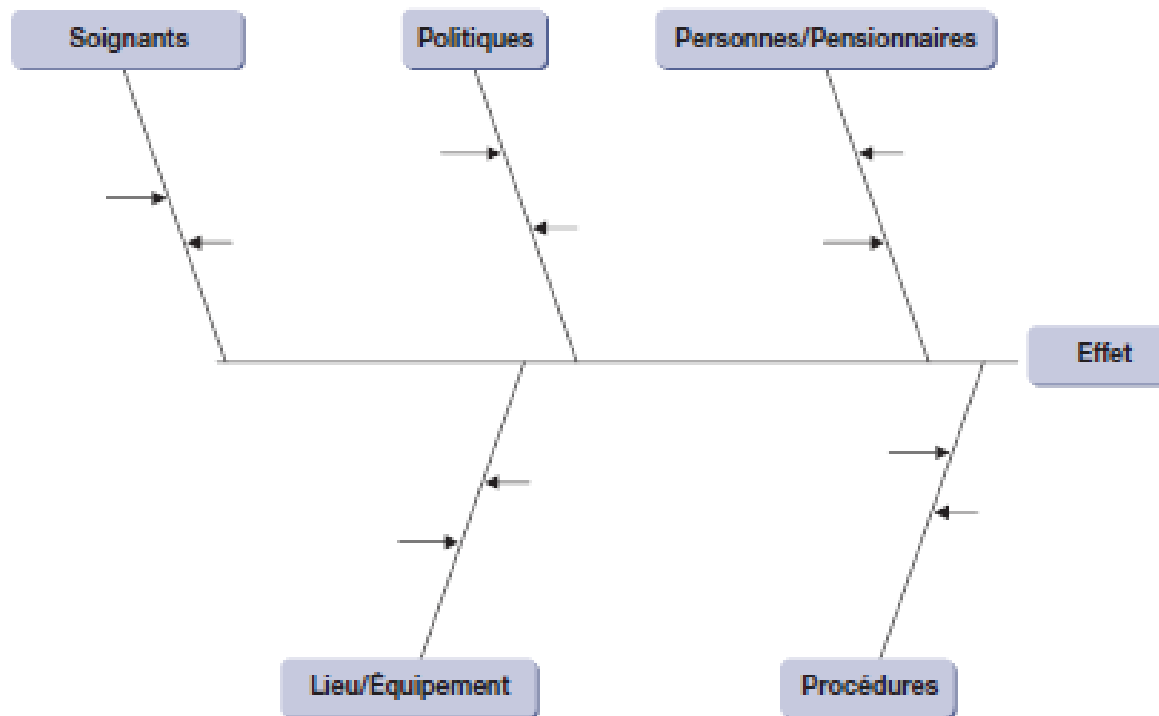 Soignants
Politiques
Personnes/Pensionnaires
Effet
Lieu/Équipement
Procédures